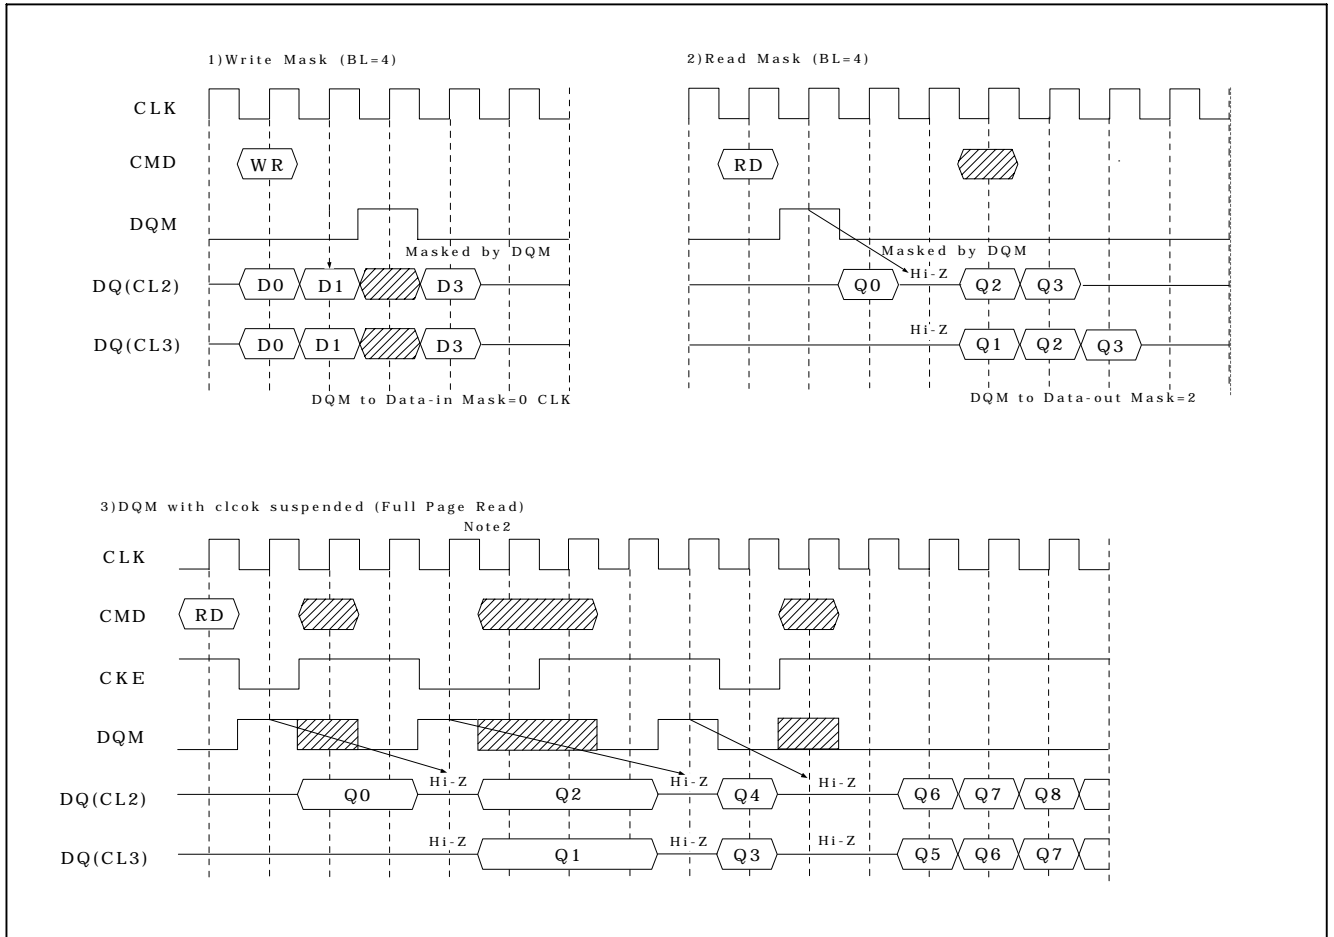 1)Write Mask (BL=4)
2)Read Mask (BL=4)
CLK
CMD WR RD
DQM
Masked by DQM Masked by DQM
DQ(CL2) D0 D1 D3 Q0 Hi-Z Q2 Q3
DQ(CL3) D0 D1 D3 Hi-Z Q1 Q2 Q3
DQM to Data-in Mask=0 CLK DQM to Data-out Mask=2
3)DQM with clcok suspended (Full Page Read)
Note2
CLK
CMD RD
CKE
DQM
DQ(CL2) Q0 Hi-Z Q2 Hi-Z Q4 Hi-Z Q6 Q7 Q8
DQ(CL3) Hi-Z Q1 Hi-Z Q3 Hi-Z Q5 Q6 Q7